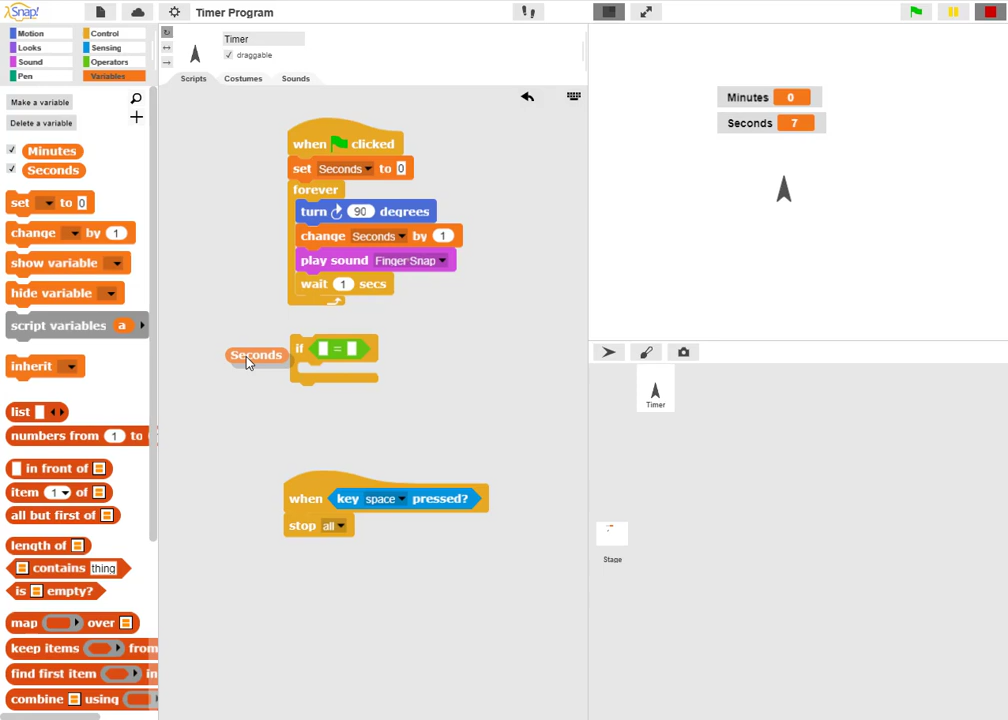 Snap!
Timer Program
Motion
Control
Looks
Sensing
Sound
Operators
Pen
Variables
Make a variable
Delete a variable
Minutes
Seconds
set to 0
change by 1
show variable
hide variable
script variables a
inherit
list
numbers from 1 to
in front of
item 1 of
all but first of
length of
contains thing
is empty?
map over
keep items from
find first item in
combine using
Timer
draggable
Scripts
Costumes
Sounds
when clicked
set Seconds to 0
forever
turn 90 degrees
change Seconds by 1
play sound Finger Snap
wait 1 secs
if =
Seconds
when key space pressed?
stop all
Minutes 0
Seconds 7
Timer
Stage